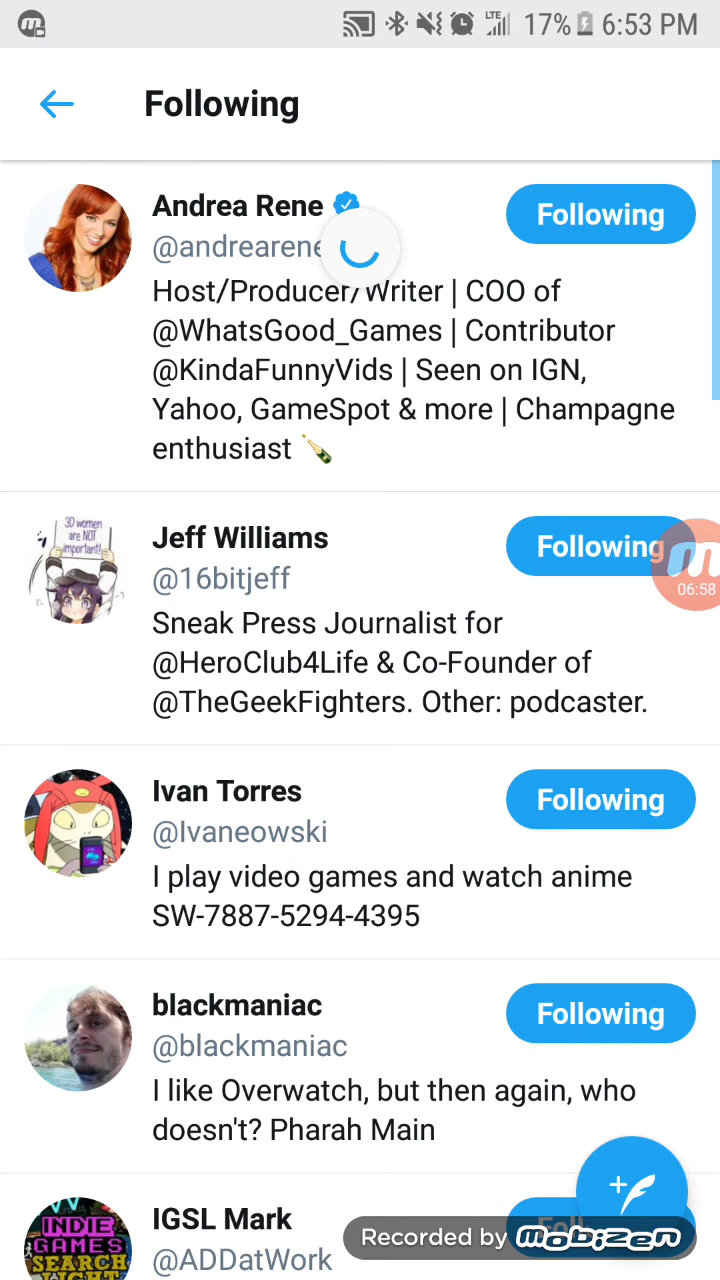 LTE 17% 6:53 PM
Following
Andrea Rene
Following
@andrearene
Host/Producer/Writer | COO of
@WhatsGood_Games | Contributor
@KindaFunnyVids | Seen on IGN,
Yahoo, GameSpot & more | Champagne
enthusiast 🍾
3D women
are NOT
important!
Jeff Williams
Following
06:58
@16bitjeff
Sneak Press Journalist for
@HeroClub4Life & Co-Founder of
@TheGeekFighters. Other: podcaster.
Ivan Torres
Following
@Ivaneowski
I play video games and watch anime
SW-7887-5294-4395
blackmaniac
Following
@blackmaniac
I like Overwatch, but then again, who
doesn't? Pharah Main
INDIE
GAMES
SEARCH
LIGHT
IGSL Mark
@ADDatWork
Recorded by mobizen